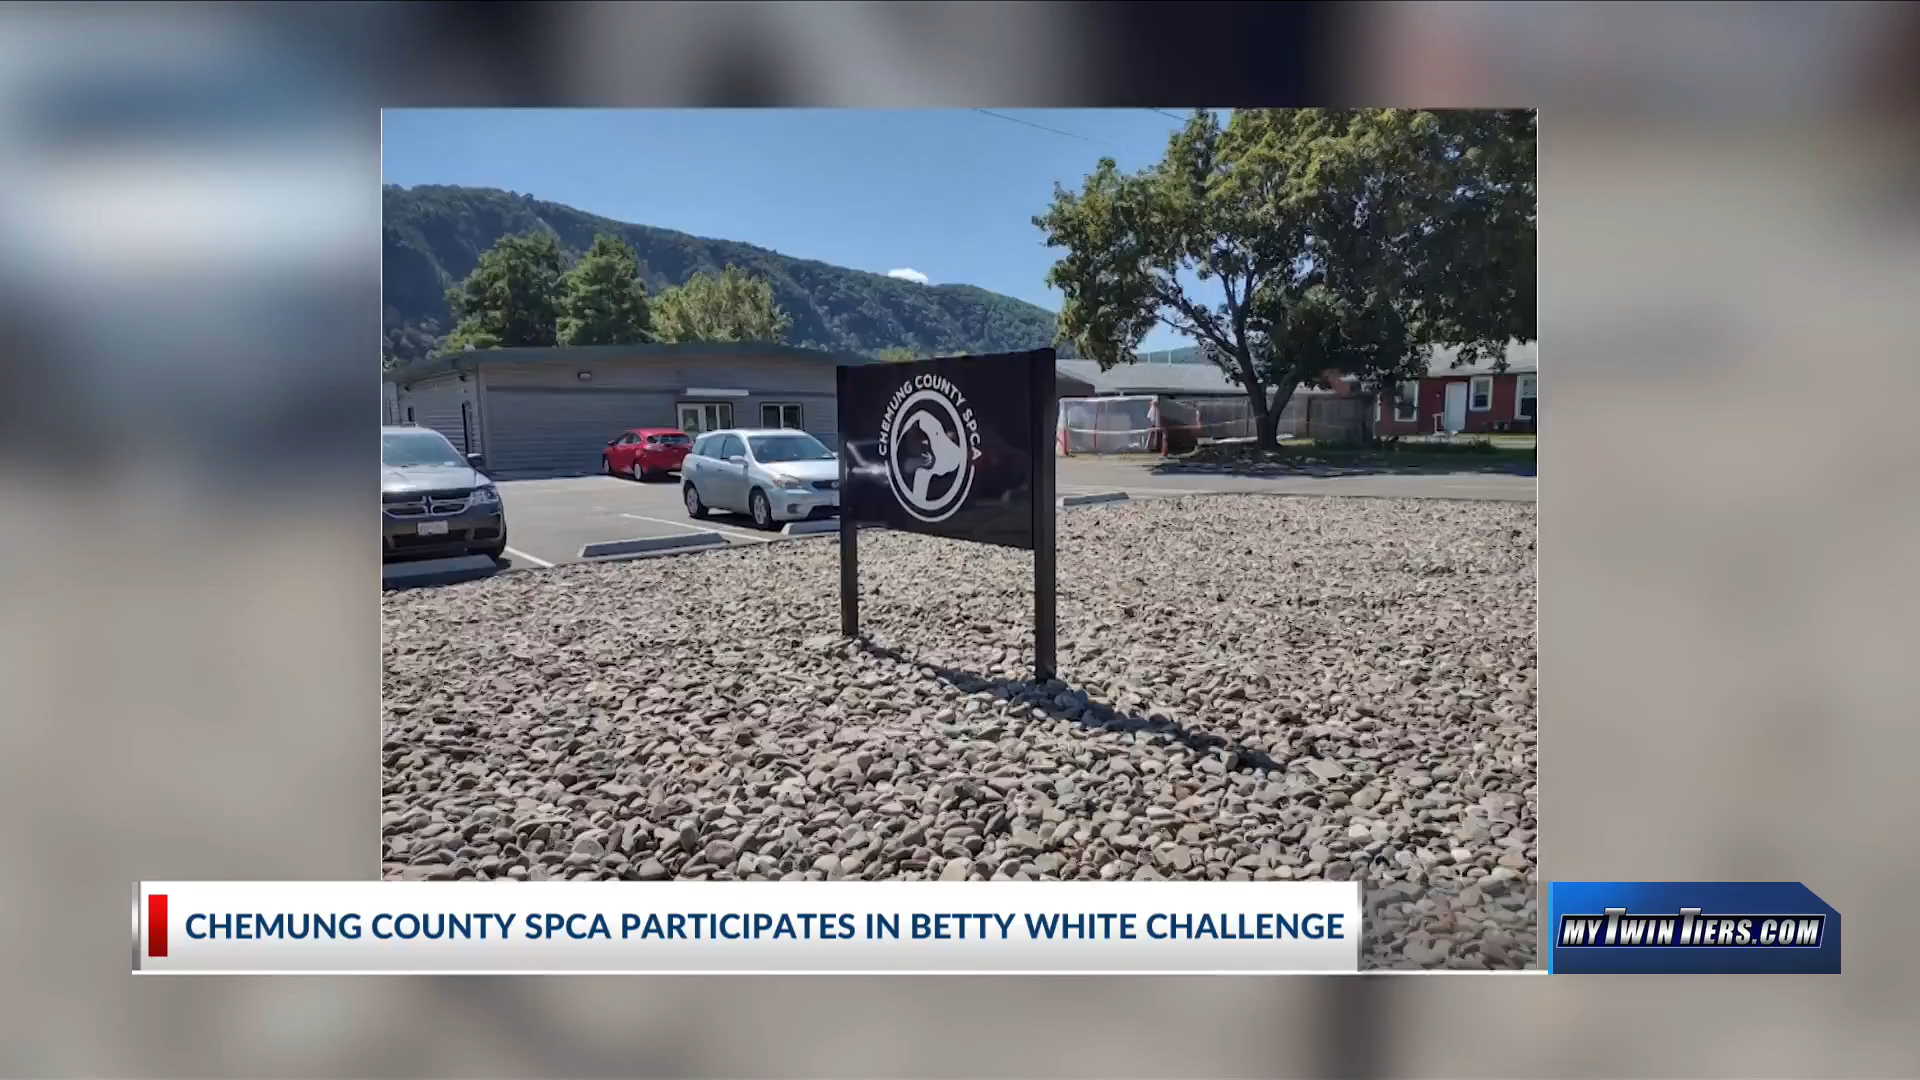 CHEMUNG COUNTY SPCA
CHEMUNG COUNTY SPCA PARTICIPATES IN BETTY WHITE CHALLENGE
MYTWINTIERS.COM